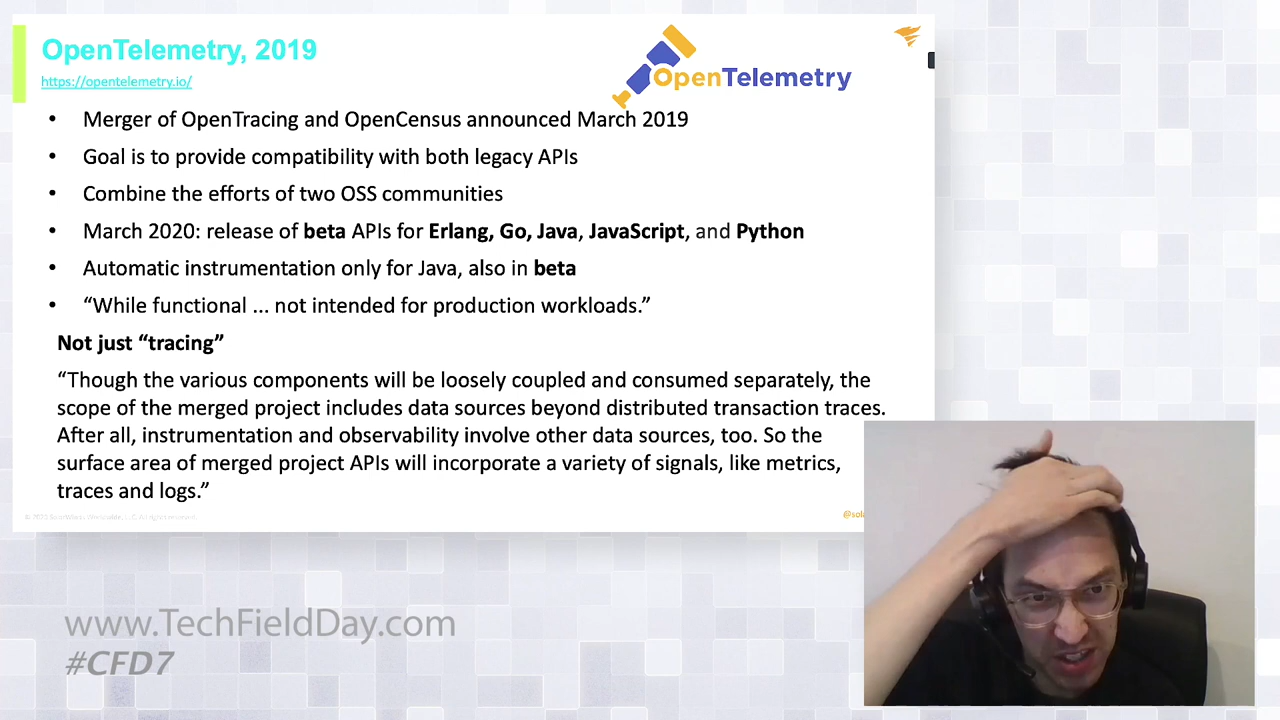 OpenTelemetry, 2019
https://opentelemetry.io/
OpenTelemetry
• Merger of OpenTracing and OpenCensus announced March 2019
• Goal is to provide compatibility with both legacy APIs
• Combine the efforts of two OSS communities
• March 2020: release of beta APIs for Erlang, Go, Java, JavaScript, and Python
• Automatic instrumentation only for Java, also in beta
• “While functional ... not intended for production workloads.”
Not just “tracing”
“Though the various components will be loosely coupled and consumed separately, the
scope of the merged project includes data sources beyond distributed transaction traces.
After all, instrumentation and observability involve other data sources, too. So the
surface area of merged project APIs will incorporate a variety of signals, like metrics,
traces and logs.”
www.TechFieldDay.com
#CFD7